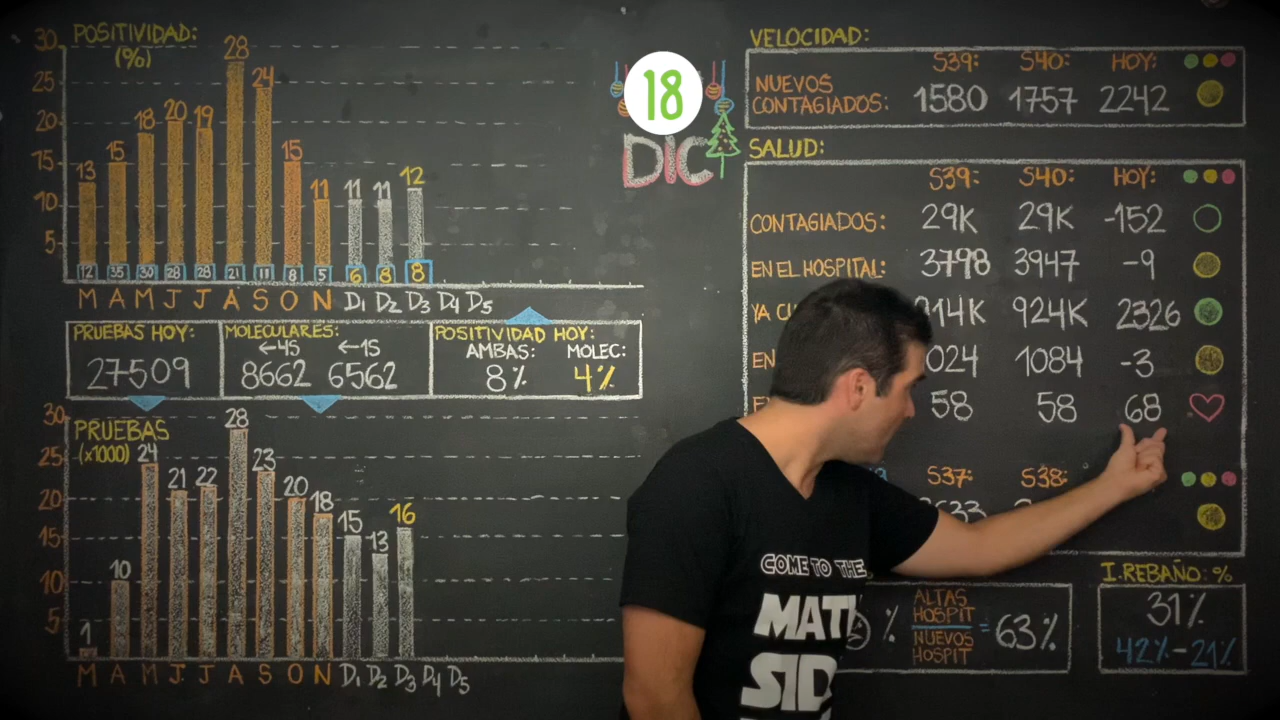 POSITIVIDAD:
(%)
30
25
20
15
10
5
13 15 18 20 19 28 24 15 11 11 11 12
12 35 30 28 28 21 11 8 5 6 8 8
M A M J J A S O N D1 D2 D3 D4 D5
PRUEBAS HOY:
27509
MOLECULARES:
←45 ←15
8662 6562
POSITIVIDAD HOY:
AMBAS: MOLEC:
8% 4%
PRUEBAS
(x1000)
30
25
20
15
10
5
1 10 24 21 22 28 23 20 18 15 13 16
M A M J J A S O N D1 D2 D3 D4 D5
18
DIC
VELOCIDAD:
S39: S40: HOY:
NUEVOS
CONTAGIADOS: 1580 1757 2242
SALUD:
S39: S40: HOY:
CONTAGIADOS: 29K 29K -152
EN EL HOSPITAL: 3798 3947 -9
YA 914K 924K 2326
EN 1084 -3
58 58 68
S37: S38:
%
ALTAS
HOSPIT
NUEVOS
HOSPIT
= 63%
I.REBAÑO: %
31%
42%-21%
COME TO THE
MATH
SIDE